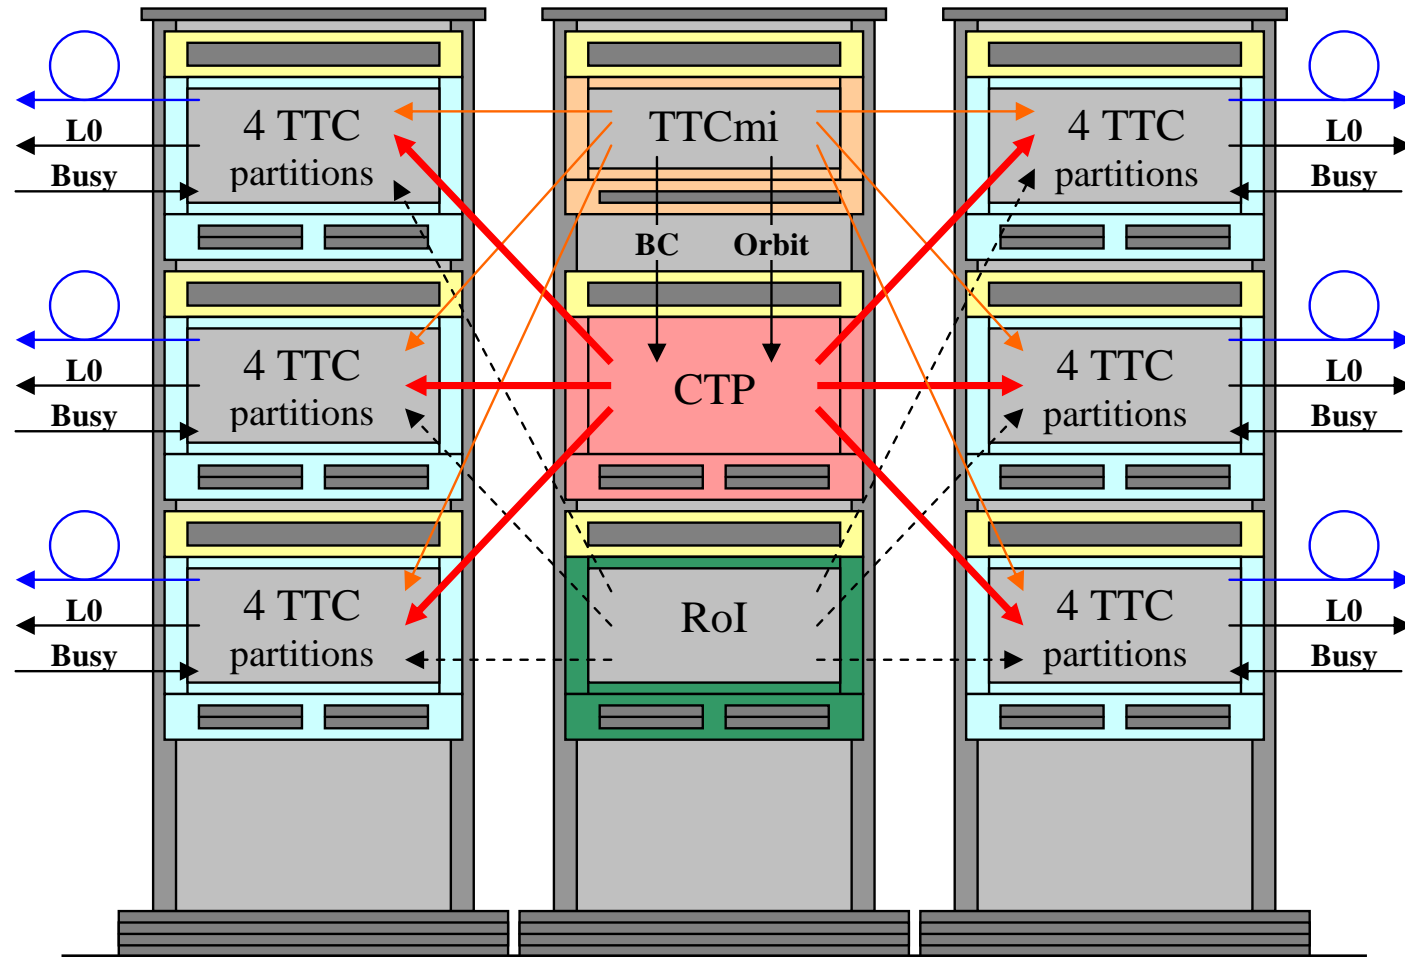 4 TTC
partitions
L0
Busy
TTCmi
BC Orbit
4 TTC
partitions
L0
Busy
4 TTC
partitions
L0
Busy
CTP
4 TTC
partitions
L0
Busy
4 TTC
partitions
L0
Busy
RoI
4 TTC
partitions
L0
Busy